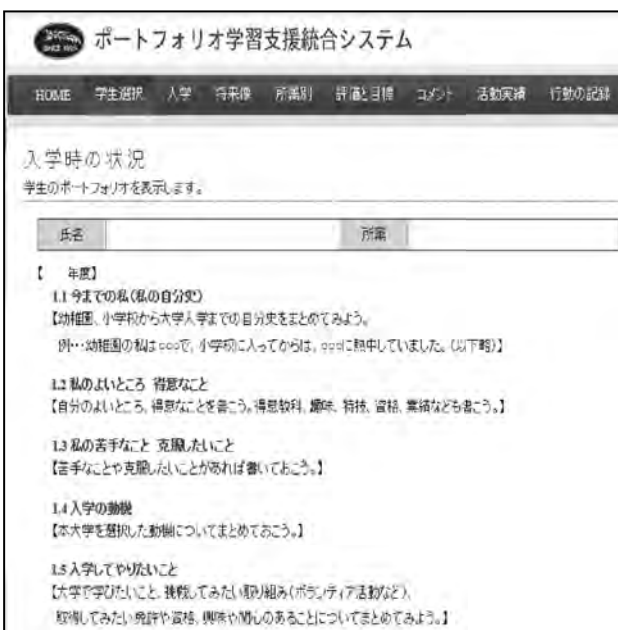 ポートフォリオ学習支援統合システム
HOME 学生選択 入学 将来像 所属別 評価と目標 コメント 活動実績 行動の記録
入学時の状況
学生のポートフォリオを表示します。
氏名 所属
【 年度】
1.1 今までの私(私の自分史)
【幼稚園、小学校から大学入学までの自分史をまとめてみよう。
例…幼稚園の私は○○○で、小学校に入ってからは、○○○に熱中していました。(以下略)】
1.2 私のよいところ 得意なこと
【自分のよいところ、得意なことを書こう。得意教科、趣味、特技、資格、業績なども書こう。】
1.3 私の苦手なこと 克服したいこと
【苦手なことや克服したいことがあれば書いておこう。】
1.4 入学の動機
【本大学を選択した動機についてまとめておこう。】
1.5 入学してやりたいこと
【大学で学びたいこと、挑戦してみたい取り組み(ボランティア活動など)、
取得してみたい免許や資格、興味や関心のあることについてまとめてみよう。】